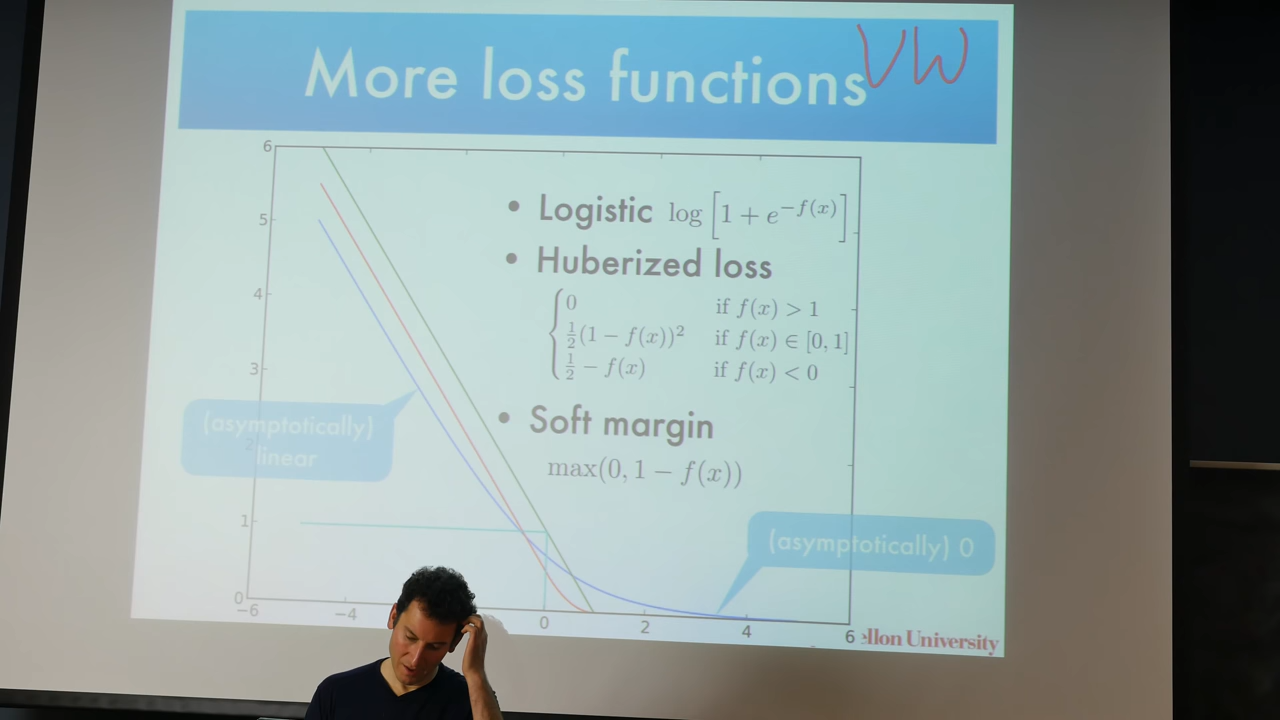 More loss functions VW
6
5
4
3
2
1
0
−6
−4
0
2
4
6
• Logistic log [1 + e^{−f(x)}]
• Huberized loss
0 if f(x) > 1
1/2(1 − f(x))² if f(x) ∈ [0, 1]
1/2 − f(x) if f(x) < 0
• Soft margin
max(0, 1 − f(x))
(asymptotically)
linear
(asymptotically) 0
ellon University